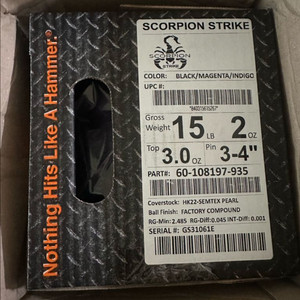 Nothing Hits Like A Hammer.®
SCORPION STRIKE
SCORPION
STRIKE
COLOR: BLACK/MAGENTA/INDIGO
UPC #:
Gross Weight 15 LB 2 OZ
Top 3.0 OZ Pin 3-4"
PART#: 60-108197-935
Coverstock: HK22-SEMTEX PEARL
Ball Finish: FACTORY COMPOUND
RG-Min: 2.485 RG-Diff: 0.045 INT-Diff: 0.001
SERIAL #: GS31061E